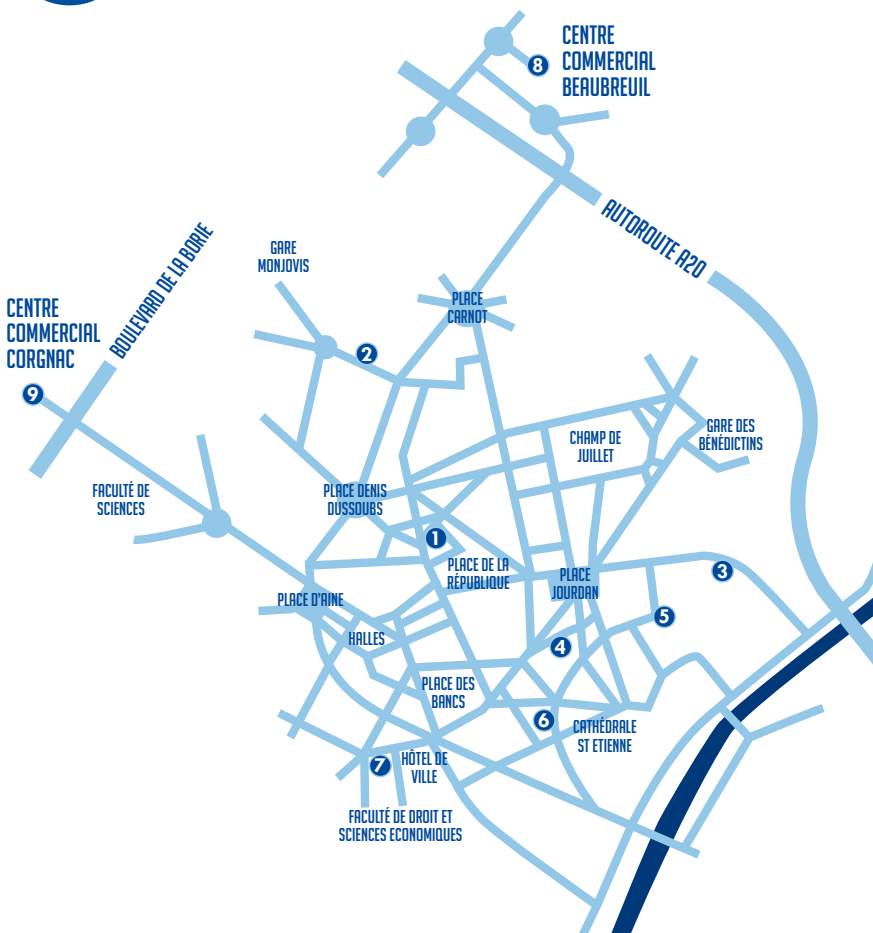 CENTRE
COMMERCIAL
BEAUBREUIL
8
AUTOROUTE A20
BOULEVARD DE LA BORIE
GARE
MONJOVIS
PLACE
CARNOT
CENTRE
COMMERCIAL
CORGNAC
9
2
CHAMP DE
JUILLET
GARE DES
BÉNÉDICTINS
FACULTÉ DE
SCIENCES
PLACE DENIS
DUSSOUBS
1
PLACE DE LA
RÉPUBLIQUE
PLACE
JOURDAN
3
PLACE D'AINE
5
HALLES
4
PLACE DES
BANCS
6
CATHÉDRALE
ST ETIENNE
7
HÔTEL DE
VILLE
FACULTÉ DE DROIT ET
SCIENCES ECONOMIQUES